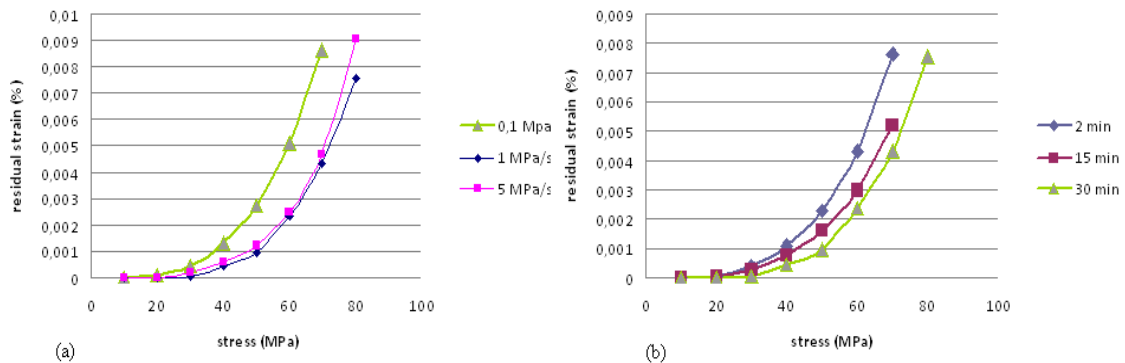 0,01
0,009
0,008
0,007
0,006
0,005
0,004
0,003
0,002
0,001
0
residual strain (%)
0 20 40 60 80 100
stress (MPa)
0,1 Mpa
1 MPa/s
5 MPa/s
(a)
0,009
0,008
0,007
0,006
0,005
0,004
0,003
0,002
0,001
0
residual strain (%)
0 20 40 60 80 100
stress (MPa)
2 min
15 min
30 min
(b)